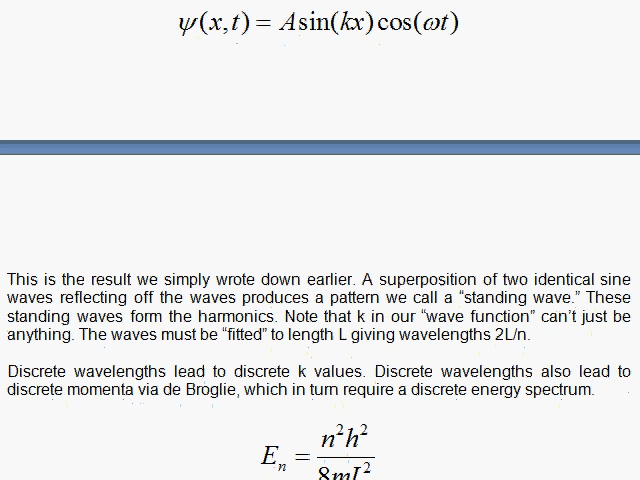 ψ(x,t) = A sin(kx) cos(ωt)
This is the result we simply wrote down earlier. A superposition of two identical sine
waves reflecting off the waves produces a pattern we call a “standing wave.” These
standing waves form the harmonics. Note that k in our “wave function” can’t just be
anything. The waves must be “fitted” to length L giving wavelengths 2L/n.
Discrete wavelengths lead to discrete k values. Discrete wavelengths also lead to
discrete momenta via de Broglie, which in turn require a discrete energy spectrum.
Eₙ = n²h² / 8mL²